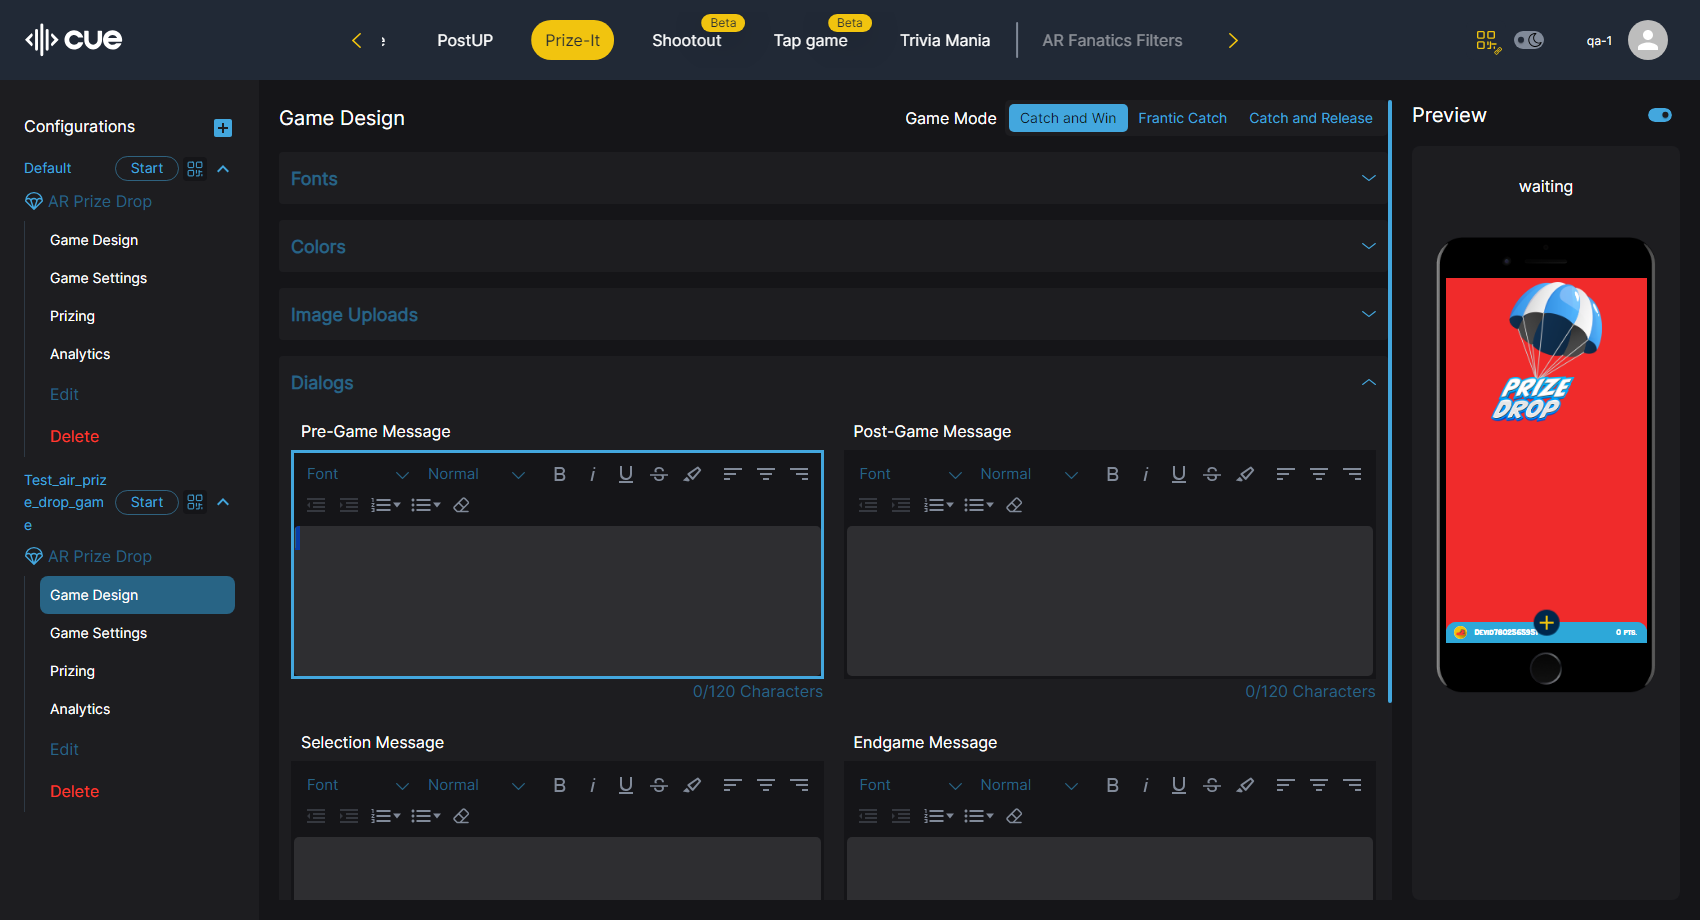 cue
PostUP
Prize-It
Shootout
Beta
Tap game
Beta
Trivia Mania
AR Fanatics Filters
qa-1
Configurations
Default
Start
AR Prize Drop
Game Design
Game Settings
Prizing
Analytics
Edit
Delete
Test_air_priz
e_drop_gam
e
Start
AR Prize Drop
Game Design
Game Settings
Prizing
Analytics
Edit
Delete
Game Design
Game Mode
Catch and Win
Frantic Catch
Catch and Release
Fonts
Colors
Image Uploads
Dialogs
Pre-Game Message
Font
Normal
0/120 Characters
Post-Game Message
Font
Normal
0/120 Characters
Selection Message
Font
Normal
Endgame Message
Font
Normal
Preview
waiting
PRIZE
DROP
0 PTS.